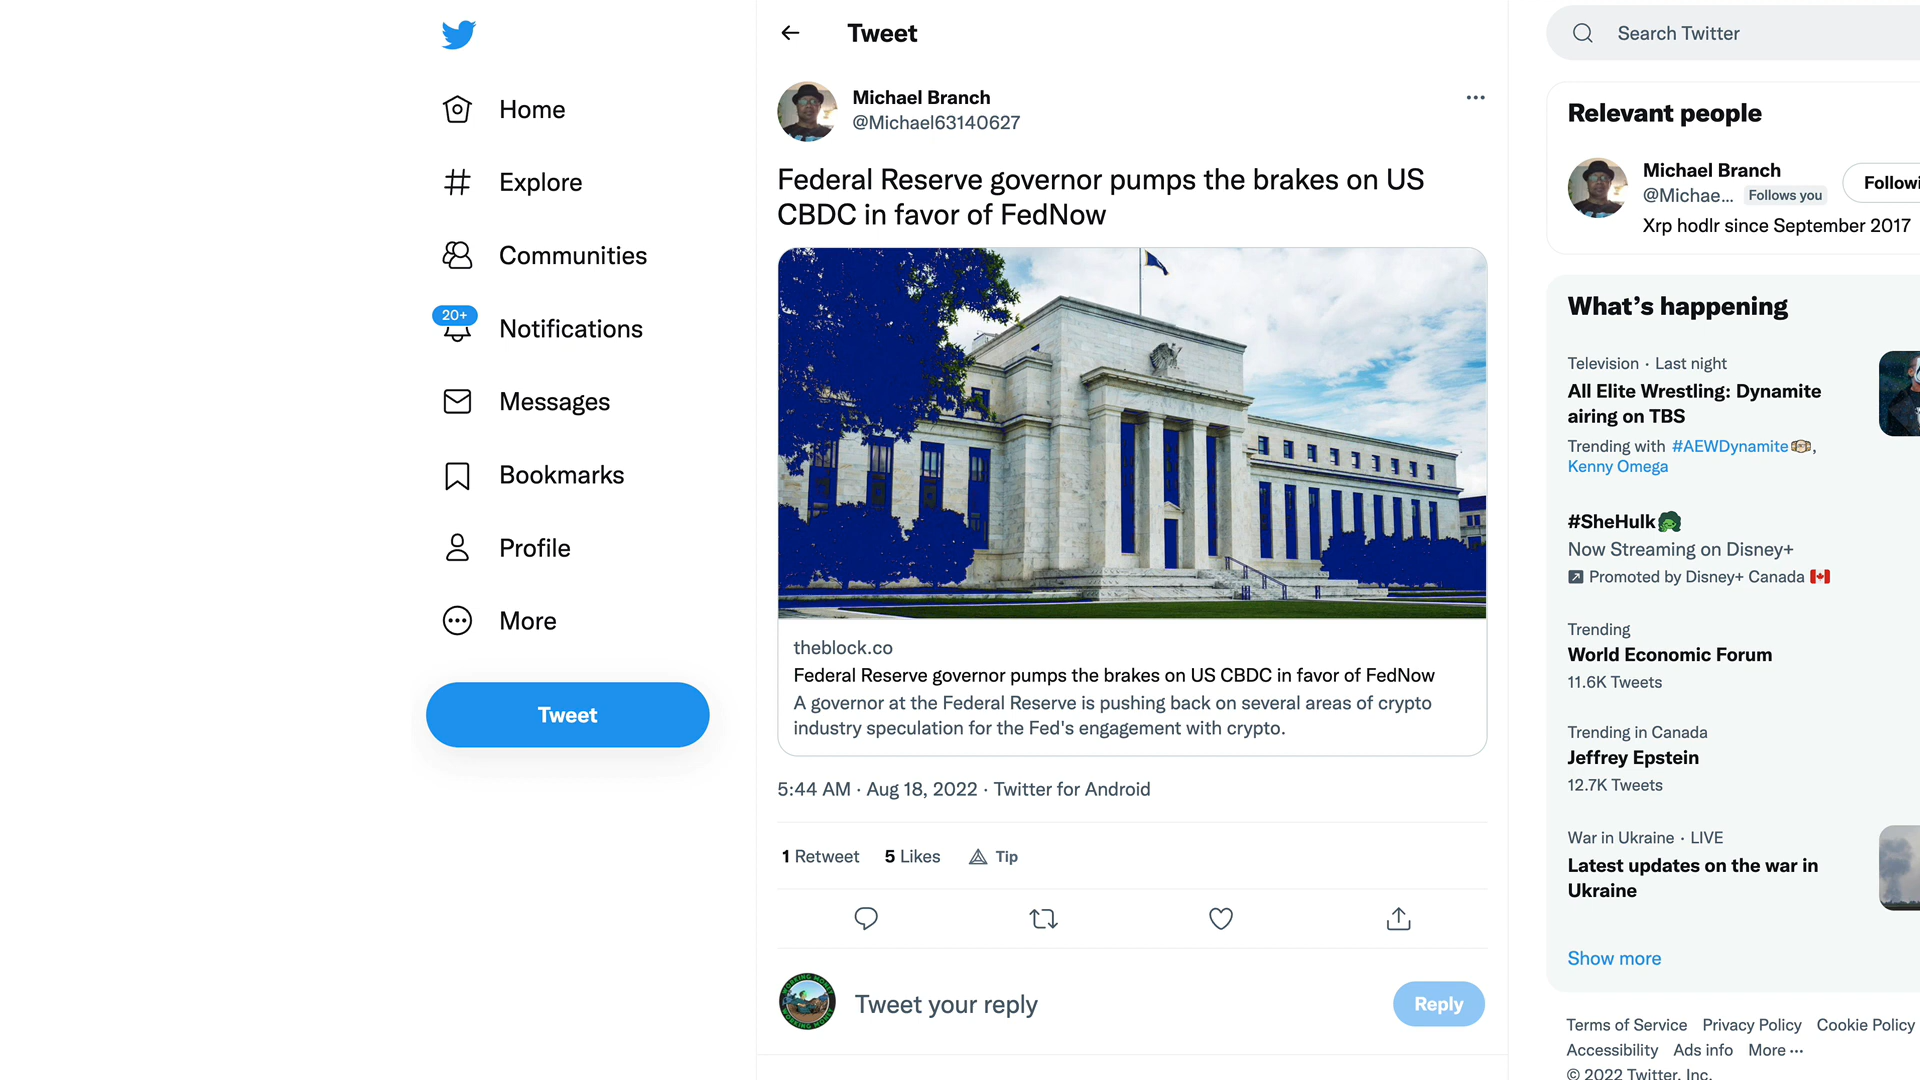 Home
Explore
Communities
20+
Notifications
Messages
Bookmarks
Profile
More
Tweet
Tweet
Michael Branch
@Michael63140627
Federal Reserve governor pumps the brakes on US
CBDC in favor of FedNow
theblock.co
Federal Reserve governor pumps the brakes on US CBDC in favor of FedNow
A governor at the Federal Reserve is pushing back on several areas of crypto
industry speculation for the Fed's engagement with crypto.
5:44 AM · Aug 18, 2022 · Twitter for Android
1 Retweet 5 Likes Tip
Tweet your reply
Reply
Search Twitter
Relevant people
Michael Branch
@Michae... Follows you
Followi
Xrp hodlr since September 2017
What's happening
Television · Last night
All Elite Wrestling: Dynamite
airing on TBS
Trending with #AEWDynamite,
Kenny Omega
#SheHulk
Now Streaming on Disney+
Promoted by Disney+ Canada
Trending
World Economic Forum
11.6K Tweets
Trending in Canada
Jeffrey Epstein
12.7K Tweets
War in Ukraine · LIVE
Latest updates on the war in
Ukraine
Show more
Terms of Service Privacy Policy Cookie Policy
Accessibility Ads info More ...
© 2022 Twitter, Inc.